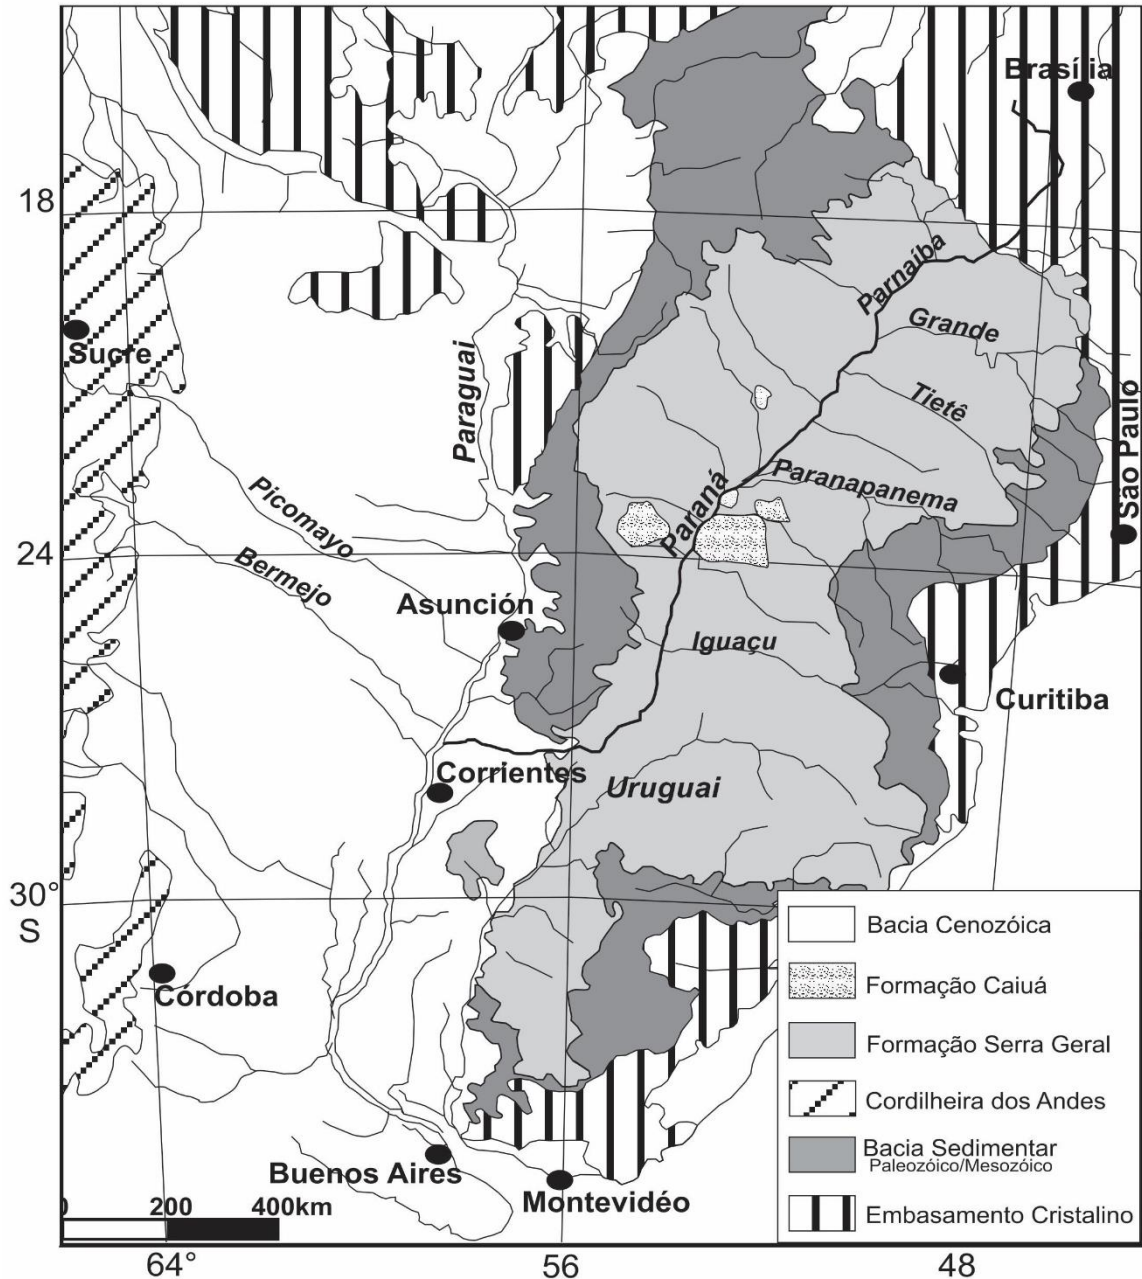 Brasília
18
Parnaíba
Grande
Sucre
Paraguai
Tietê
São Paulo
Paranapanema
Picomayo
Paraná
24
Bermejo
Asunción
Iguaçu
Curitiba
Corrientes
Uruguai
30°
S
Bacia Cenozóica
Córdoba
Formação Caiuá
Formação Serra Geral
Cordilheira dos Andes
Bacia Sedimentar
Paleozóico/Mesozóico
Buenos Aires
Montevidéo
0 200 400km
Embasamento Cristalino
64° 56 48